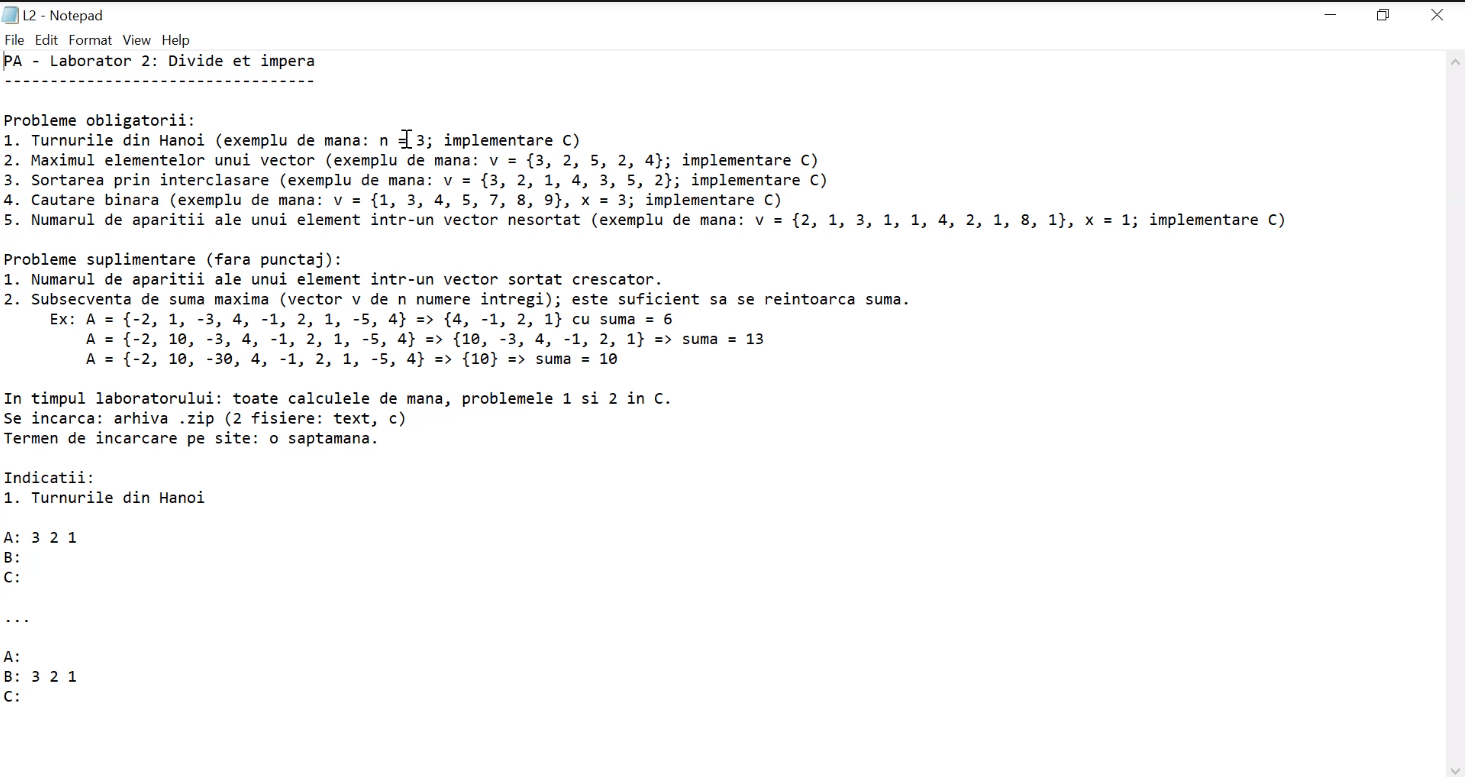 L2 - Notepad
File Edit Format View Help
PA - Laborator 2: Divide et impera
----------------------------------
Probleme obligatorii:
1. Turnurile din Hanoi (exemplu de mana: n = 3; implementare C)
2. Maximul elementelor unui vector (exemplu de mana: v = {3, 2, 5, 2, 4}; implementare C)
3. Sortarea prin interclasare (exemplu de mana: v = {3, 2, 1, 4, 3, 5, 2}; implementare C)
4. Cautare binara (exemplu de mana: v = {1, 3, 4, 5, 7, 8, 9}, x = 3; implementare C)
5. Numarul de aparitii ale unui element intr-un vector nesortat (exemplu de mana: v = {2, 1, 3, 1, 1, 4, 2, 1, 8, 1}, x = 1; implementare C)
Probleme suplimentare (fara punctaj):
1. Numarul de aparitii ale unui element intr-un vector sortat crescator.
2. Subsecventa de suma maxima (vector v de n numere intregi); este suficient sa se reintoarca suma.
Ex: A = {-2, 1, -3, 4, -1, 2, 1, -5, 4} => {4, -1, 2, 1} cu suma = 6
A = {-2, 10, -3, 4, -1, 2, 1, -5, 4} => {10, -3, 4, -1, 2, 1} => suma = 13
A = {-2, 10, -30, 4, -1, 2, 1, -5, 4} => {10} => suma = 10
In timpul laboratorului: toate calculele de mana, problemele 1 si 2 in C.
Se incarca: arhiva .zip (2 fisiere: text, c)
Termen de incarcare pe site: o saptamana.
Indicatii:
1. Turnurile din Hanoi
A: 3 2 1
B:
C:
...
A:
B: 3 2 1
C: